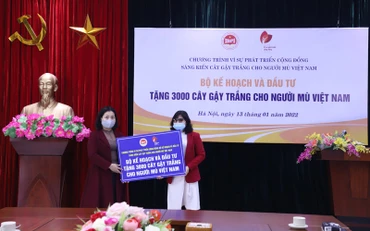 CHƯƠNG TRÌNH VÌ SỰ PHÁT TRIỂN CỘNG ĐỒNG
SÁNG KIẾN CÂY GẬY TRẮNG CHO NGƯỜI MÙ VIỆT NAM
BỘ KẾ HOẠCH VÀ ĐẦU TƯ
TẶNG 3000 CÂY GẬY TRẮNG CHO NGƯỜI MÙ VIỆT NAM
Hà Nội, ngày 13 tháng 01 năm 2022
BỘ KẾ HOẠCH VÀ ĐẦU TƯ
TẶNG 3000 CÂY GẬY TRẮNG
CHO NGƯỜI MÙ VIỆT NAM